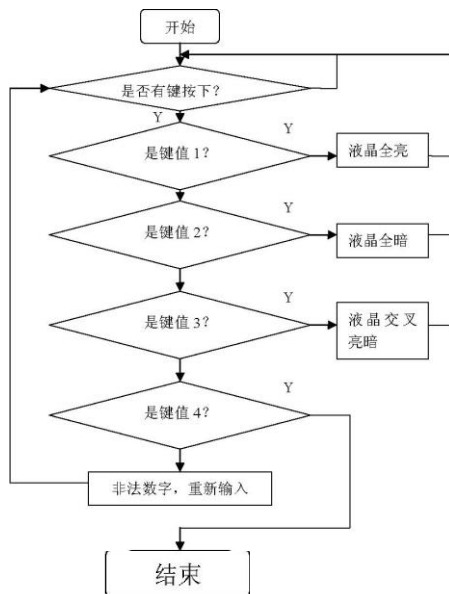 开始
是否有键按下？
Y
Y
是键值 1？
液晶全亮
Y
是键值 2？
液晶全暗
Y
是键值 3？
液晶交叉
亮暗
Y
是键值 4？
非法数字，重新输入
结束